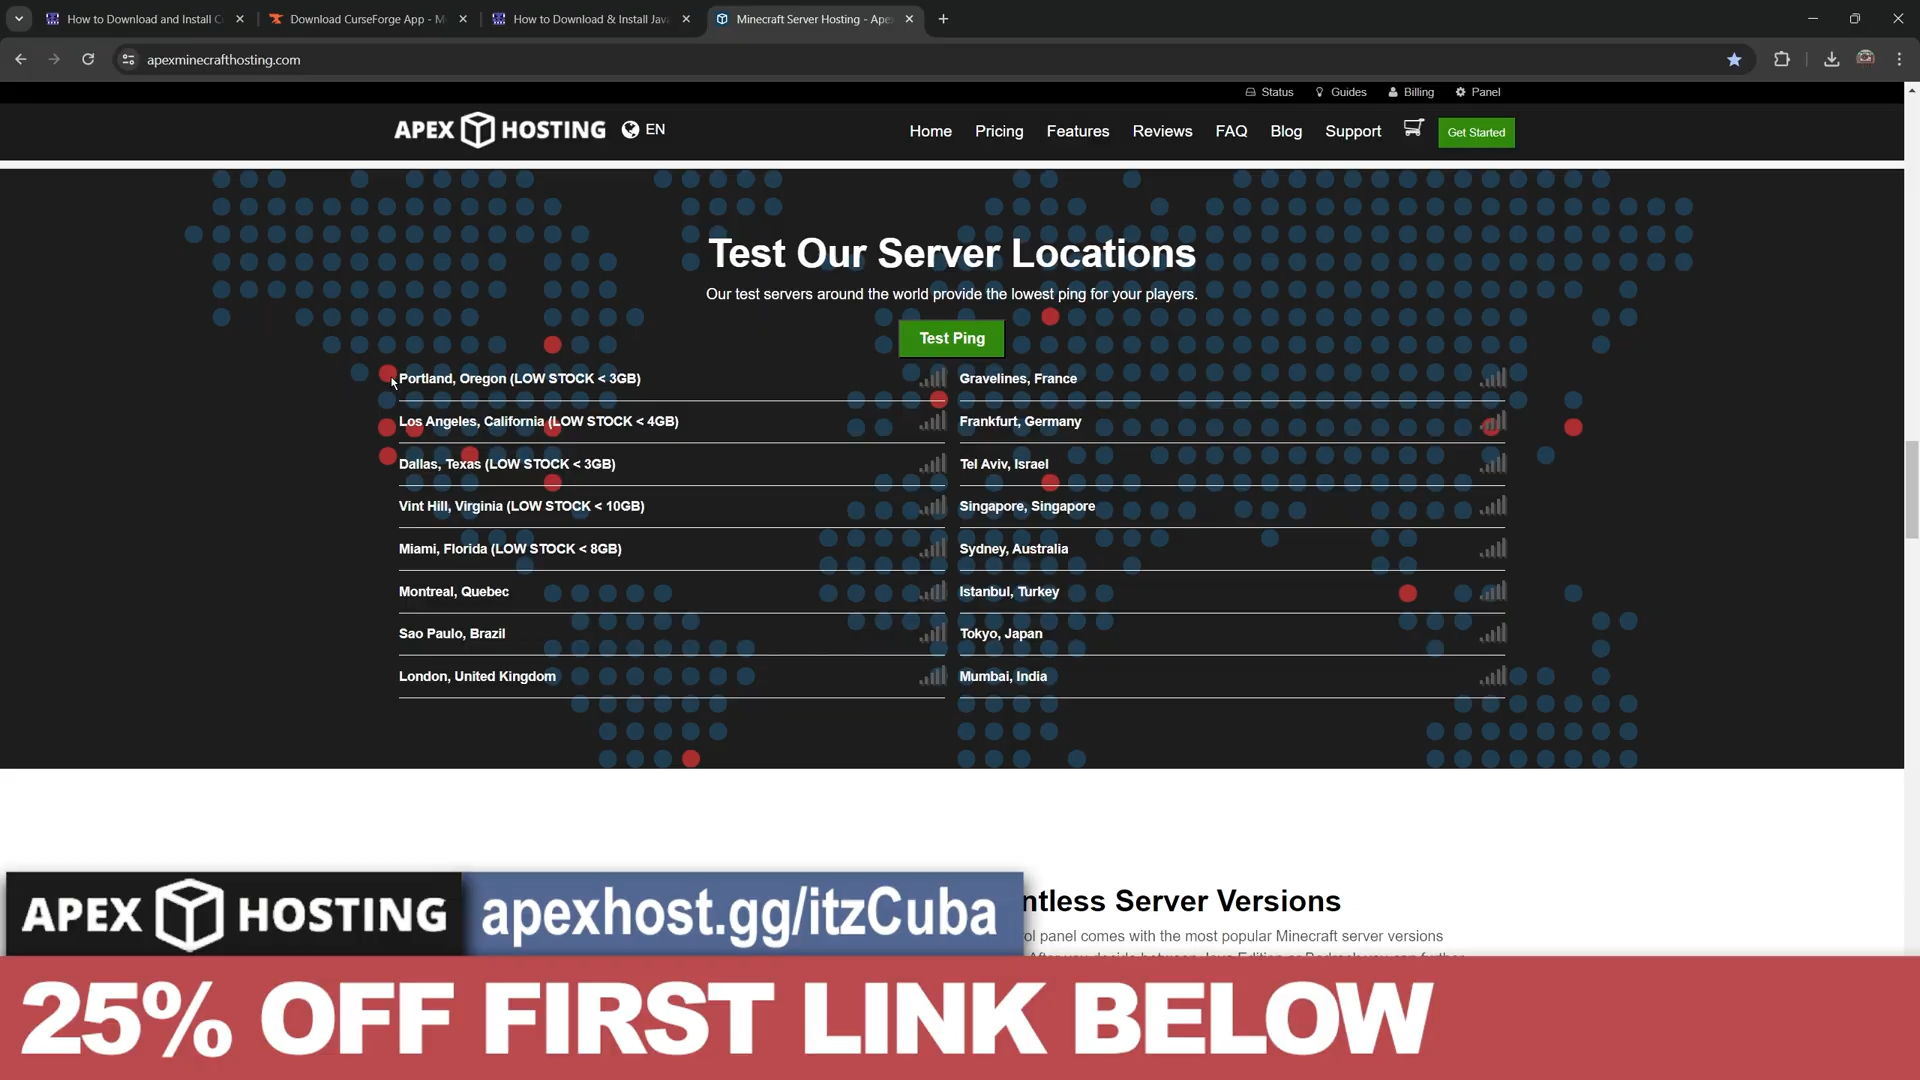 How to Download and Install C
Download CurseForge App - M
How to Download & Install Jav
Minecraft Server Hosting - Apex
apexminecrafthosting.com
Status
Guides
Billing
Panel
APEX HOSTING
EN
Home
Pricing
Features
Reviews
FAQ
Blog
Support
Get Started
Test Our Server Locations
Our test servers around the world provide the lowest ping for your players.
Test Ping
Portland, Oregon (LOW STOCK < 3GB)
Gravelines, France
Los Angeles, California (LOW STOCK < 4GB)
Frankfurt, Germany
Dallas, Texas (LOW STOCK < 3GB)
Tel Aviv, Israel
Vint Hill, Virginia (LOW STOCK < 10GB)
Singapore, Singapore
Miami, Florida (LOW STOCK < 8GB)
Sydney, Australia
Montreal, Quebec
Istanbul, Turkey
Sao Paulo, Brazil
Tokyo, Japan
London, United Kingdom
Mumbai, India
ntless Server Versions
ol panel comes with the most popular Minecraft server versions
APEX HOSTING
apexhost.gg/itzCuba
25% OFF FIRST LINK BELOW